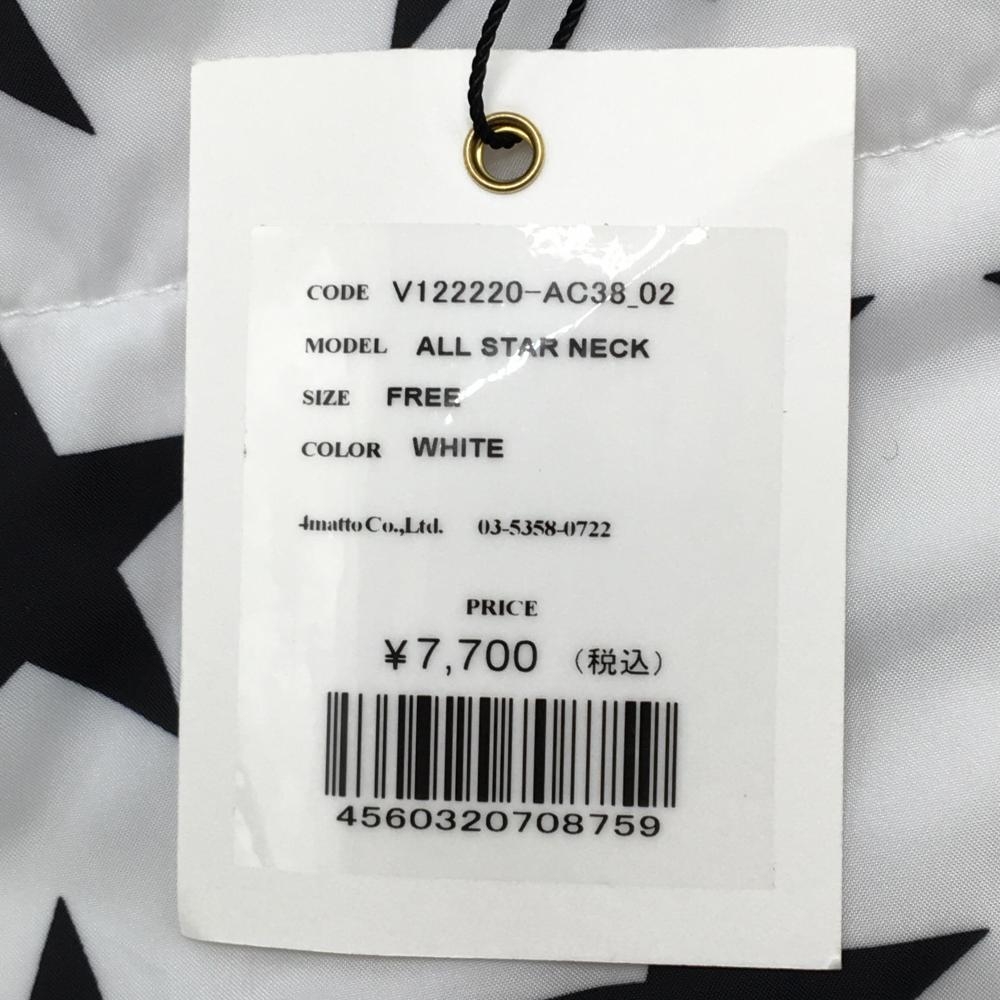 CODE V122220-AC38_02
MODEL ALL STAR NECK
SIZE FREE
COLOR WHITE
4matto Co.,Ltd. 03-5358-0722
PRICE
¥7,700 (税込)
4560320708759